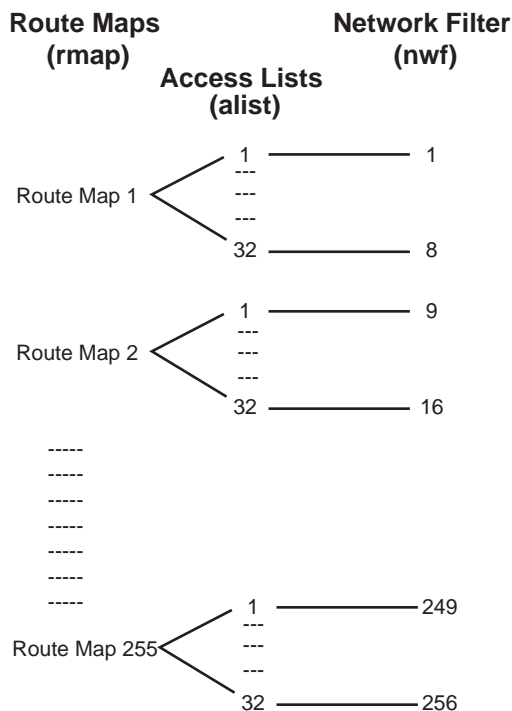 Route Maps
(rmap)
Network Filter
(nwf)
Access Lists
(alist)
1 1
---
Route Map 1 ---
---
32 8
1 9
---
Route Map 2 ---
---
32 16
-----
-----
-----
-----
-----
-----
-----
1 249
---
Route Map 255 ---
---
32 256